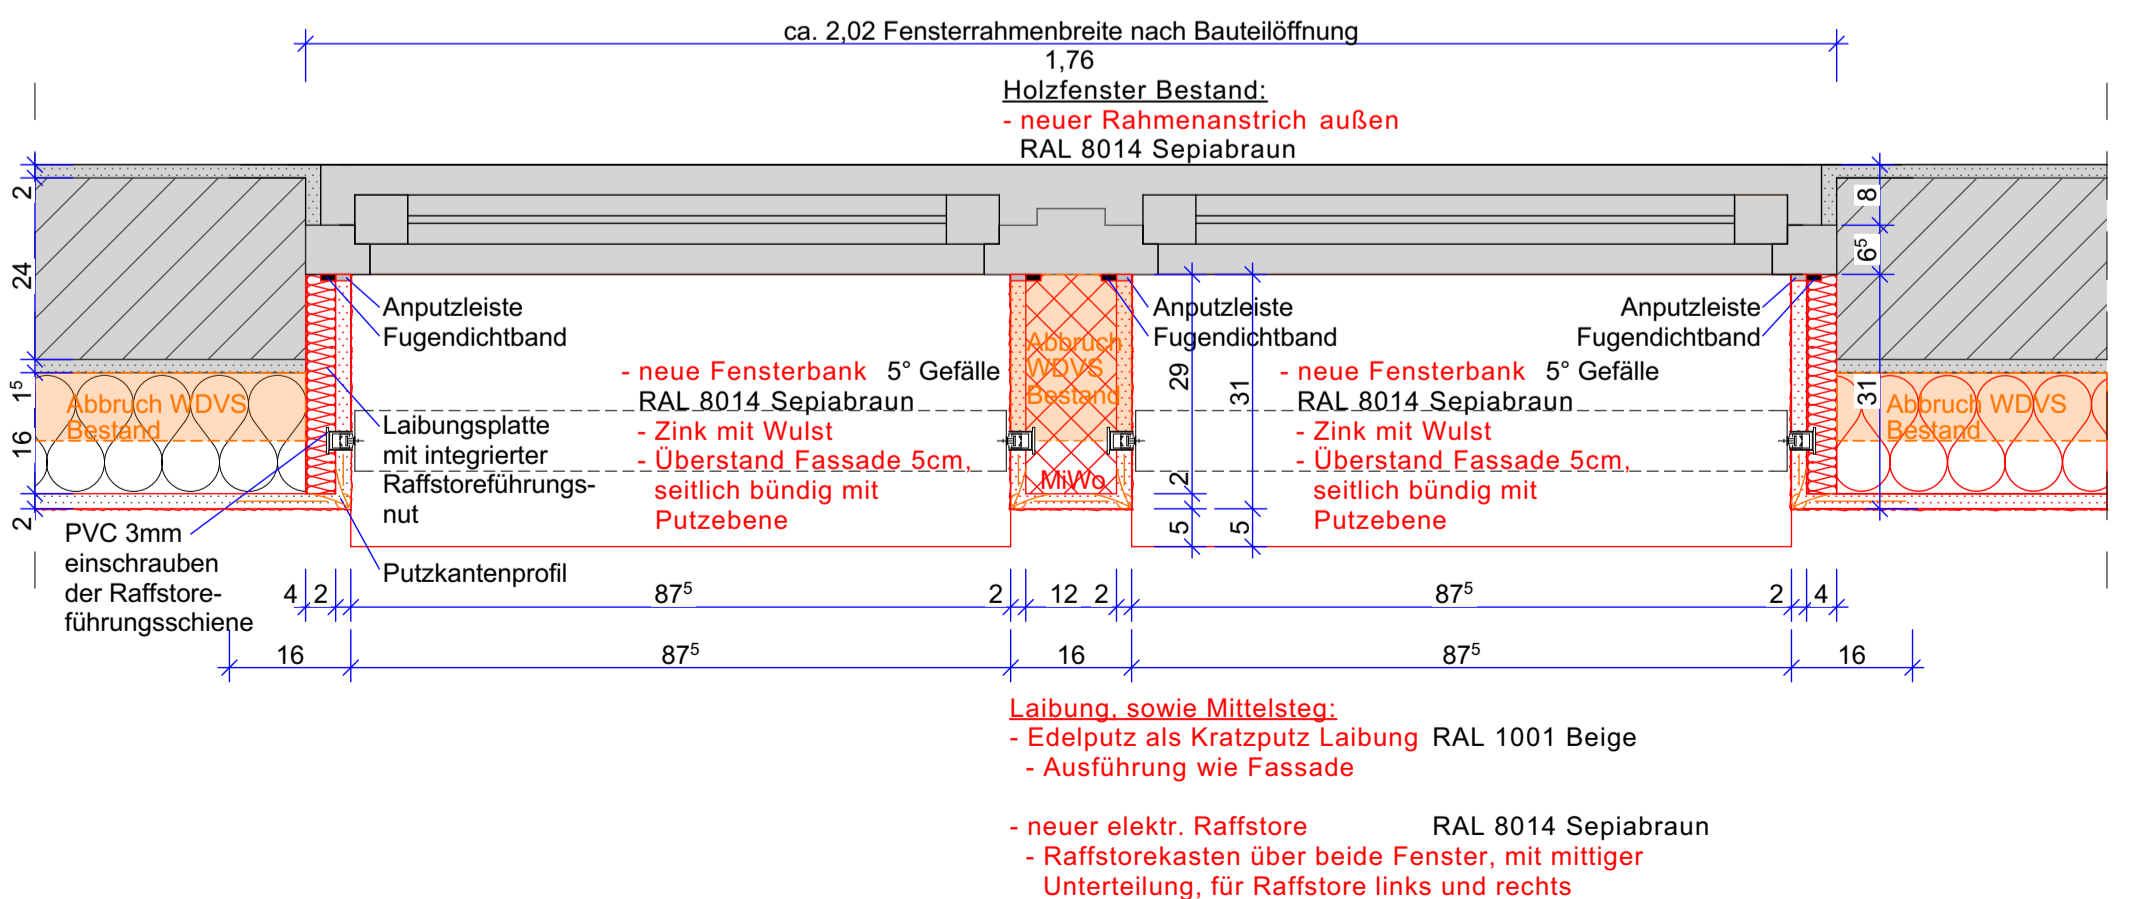 ca. 2,02 Fensterrahmenbreite nach Bauteilöffnung
1,76
Holzfenster Bestand:
- neuer Rahmenanstrich außen
RAL 8014 Sepiabraun
2
24
1⁵
16
2
8
6⁵
31
Anputzleiste
Fugendichtband
Anputzleiste
Fugendichtband
Anputzleiste
Fugendichtband
Abbruch WDVS
Bestand
Abbruch
WDVS
Bestand
MiWo
Abbruch WDVS
Bestand
- neue Fensterbank 5° Gefälle
RAL 8014 Sepiabraun
- Zink mit Wulst
- Überstand Fassade 5cm,
seitlich bündig mit
Putzebene
29
2
5
31
5
- neue Fensterbank 5° Gefälle
RAL 8014 Sepiabraun
- Zink mit Wulst
- Überstand Fassade 5cm,
seitlich bündig mit
Putzebene
Laibungsplatte
mit integrierter
Raffstoreführungs-
nut
PVC 3mm
einschrauben
der Raffstore-
führungsschiene
Putzkantenprofil
4 2 87⁵ 2 12 2 87⁵ 2 4
16 87⁵ 16 87⁵ 16
Laibung, sowie Mittelsteg:
- Edelputz als Kratzputz Laibung RAL 1001 Beige
- Ausführung wie Fassade
- neuer elektr. Raffstore RAL 8014 Sepiabraun
- Raffstorekasten über beide Fenster, mit mittiger
Unterteilung, für Raffstore links und rechts